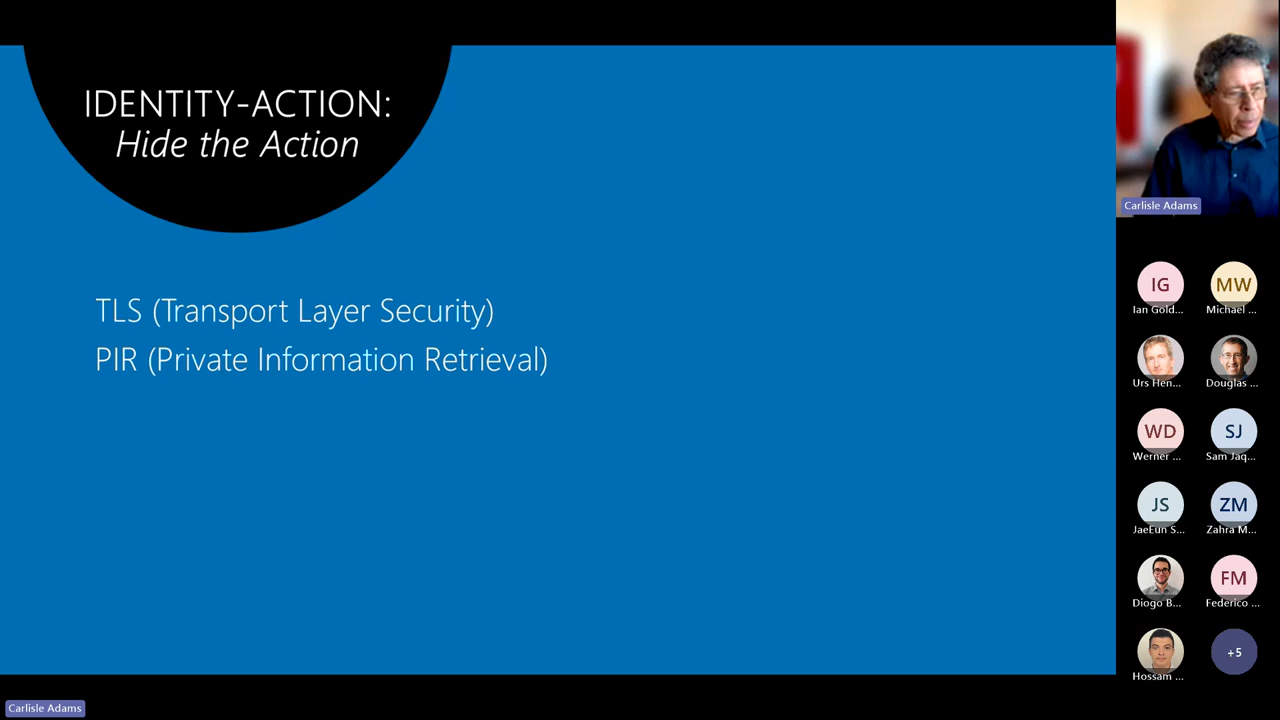 IDENTITY-ACTION:
Hide the Action
TLS (Transport Layer Security)
PIR (Private Information Retrieval)
Carlisle Adams
IG
MW
Ian Gold...
Michael ...
Urs Hen...
Douglas ...
WD
SJ
Werner ...
Sam Jaq...
JS
ZM
JaeEun S...
Zahra M...
FM
Diogo B...
Federico ...
+5
Hossam ...
Carlisle Adams